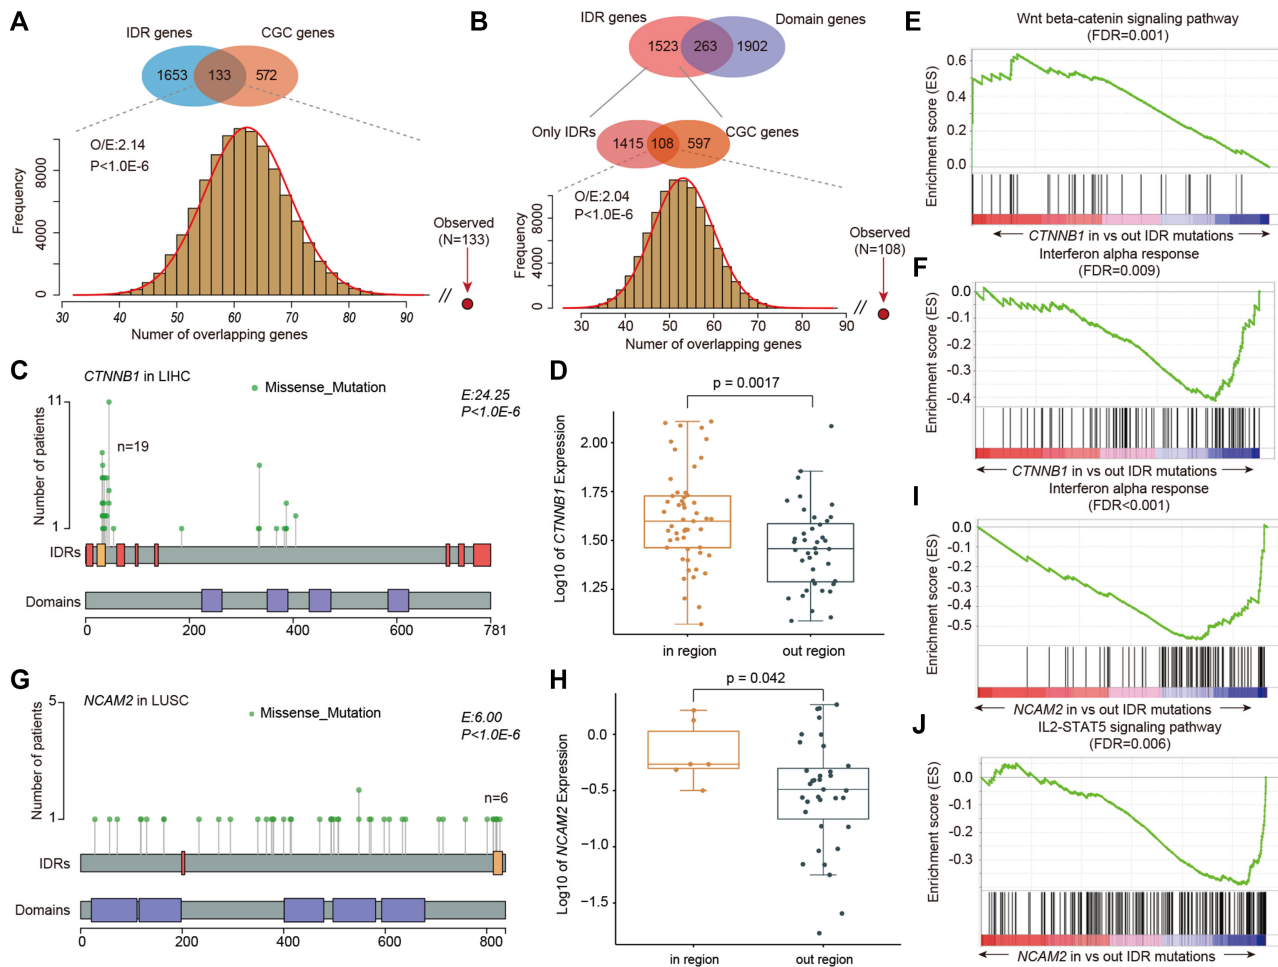 A
IDR genes
CGC genes
1653
133
572
O/E:2.14
P<1.0E-6
Frequency
8000
4000
0
Observed
(N=133)
//
30
40
50
60
70
80
90
Numer of overlapping genes
B
IDR genes
Domain genes
1523
263
1902
Only IDRs
CGC genes
1415
108
597
O/E:2.04
P<1.0E-6
Frequency
8000
4000
0
Observed
(N=108)
//
30
40
50
60
70
80
90
Numer of overlapping genes
C
CTNNB1 in LIHC
Missense_Mutation
E:24.25
P<1.0E-6
Number of patients
11
1
n=19
IDRs
Domains
0
200
400
600
781
D
p = 0.0017
Log10 of CTNNB1 Expression
2.00
1.75
1.50
1.25
in region
out region
E
Wnt beta-catenin signaling pathway
(FDR=0.001)
Enrichment score (ES)
0.6
0.4
0.2
0.0
CTNNB1 in vs out IDR mutations
F
Interferon alpha response
(FDR=0.009)
Enrichment score (ES)
0.0
-0.1
-0.2
-0.3
-0.4
CTNNB1 in vs out IDR mutations
G
NCAM2 in LUSC
Missense_Mutation
E:6.00
P<1.0E-6
Number of patients
5
1
n=6
IDRs
Domains
0
200
400
600
800
H
p = 0.042
Log10 of NCAM2 Expression
0.0
−0.5
−1.0
−1.5
in region
out region
I
Interferon alpha response
(FDR<0.001)
Enrichment score (ES)
0.0
-0.1
-0.2
-0.3
-0.4
-0.5
NCAM2 in vs out IDR mutations
J
IL2-STAT5 signaling pathway
(FDR=0.006)
Enrichment score (ES)
0.0
-0.1
-0.2
-0.3
NCAM2 in vs out IDR mutations